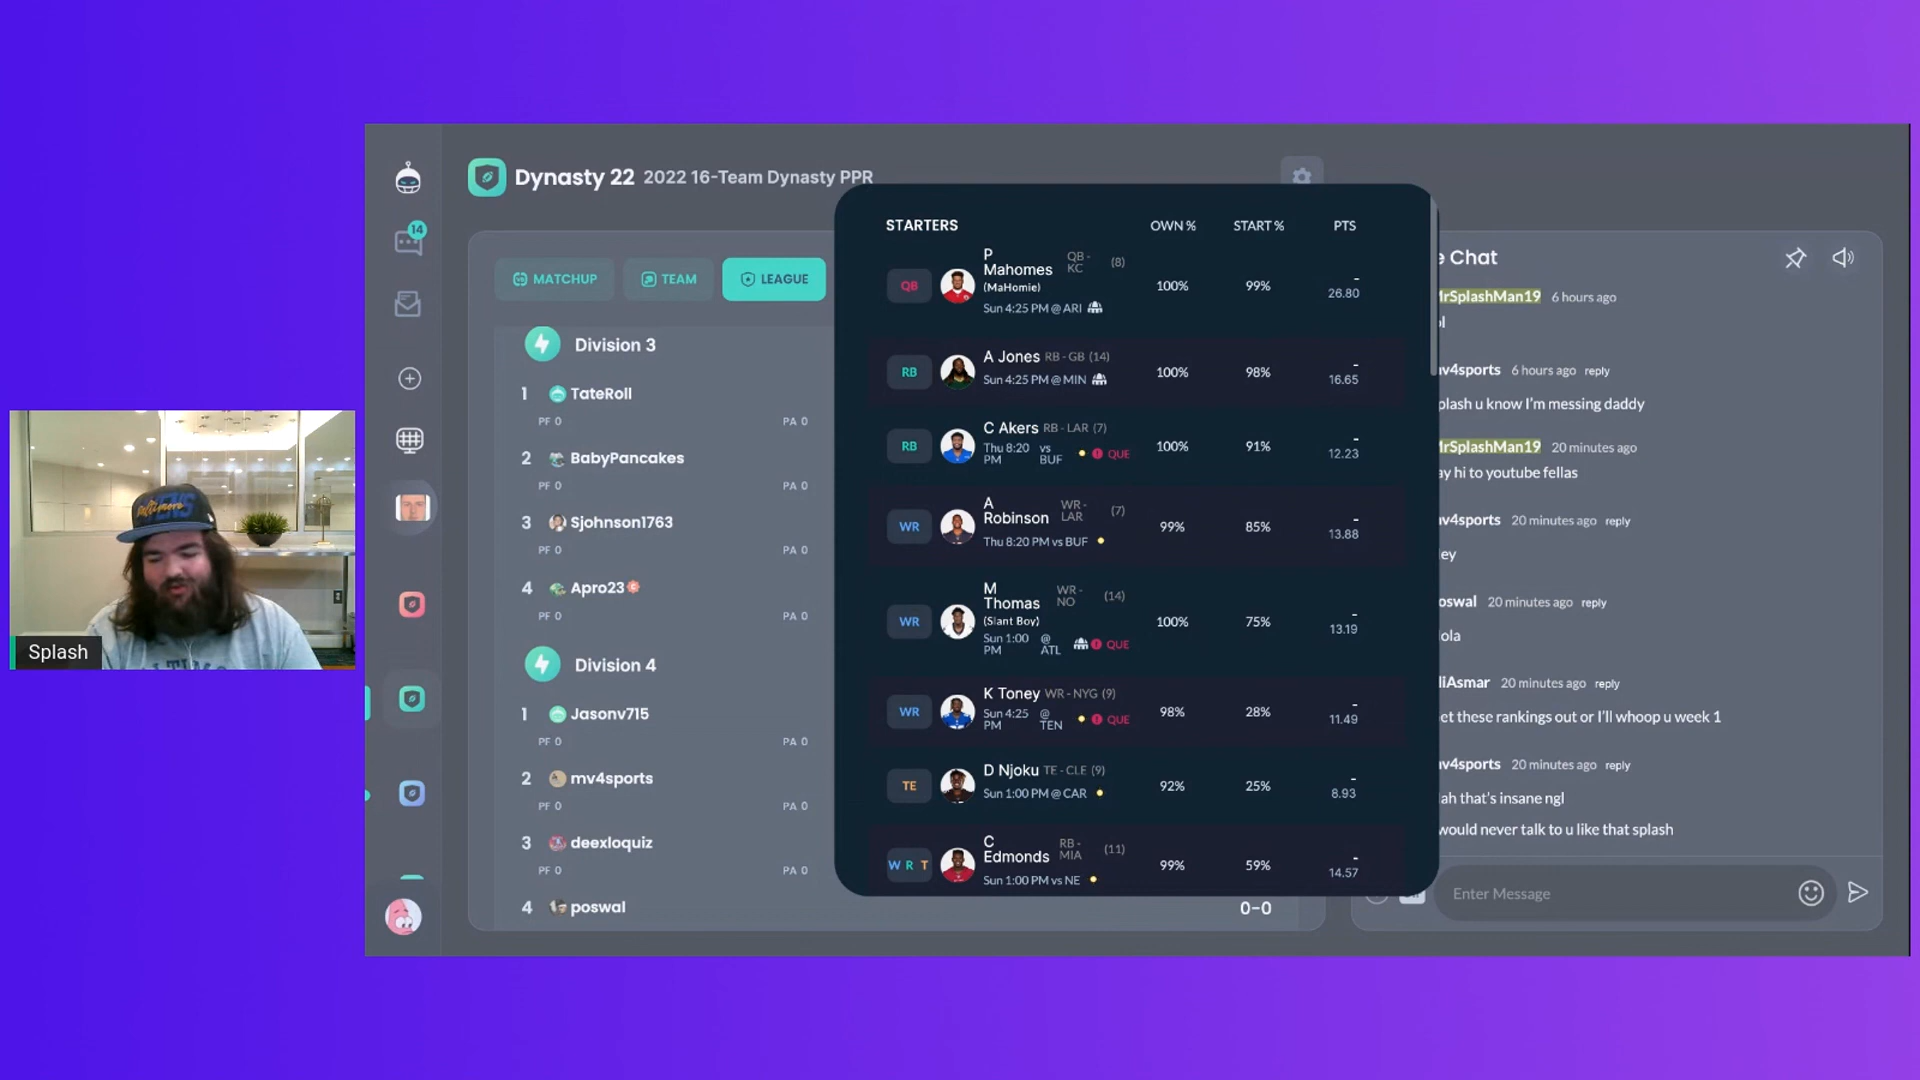 Dynasty 22 2022 16-Team Dynasty PPR
14
MATCHUP TEAM LEAGUE
Division 3
1 TateRoll
PF 0 PA 0
2 BabyPancakes
PF 0 PA 0
3 Sjohnson1763
PF 0 PA 0
4 Apro23
PF 0 PA 0
Division 4
1 Jasonv715
PF 0 PA 0
2 mv4sports
PF 0 PA 0
3 deexloquiz
PF 0 PA 0
4 poswal
0-0
STARTERS OWN % START % PTS
QB P Mahomes QB - KC (8)
(MaHomie)
Sun 4:25 PM @ ARI
100% 99% - 26.80
RB A Jones RB - GB (14)
Sun 4:25 PM @ MIN
100% 98% - 16.65
RB C Akers RB - LAR (7)
Thu 8:20 PM vs BUF QUE
100% 91% - 12.23
WR A Robinson WR - LAR (7)
Thu 8:20 PM vs BUF
99% 85% - 13.88
WR M Thomas WR - NO (14)
(Slant Boy)
Sun 1:00 PM @ ATL QUE
100% 75% - 13.19
WR K Toney WR - NYG (9)
Sun 4:25 PM @ TEN QUE
98% 28% - 11.49
TE D Njoku TE - CLE (9)
Sun 1:00 PM @ CAR
92% 25% - 8.93
W R T C Edmonds RB - MIA (11)
Sun 1:00 PM vs NE
99% 59% - 14.57
e Chat
rSplashMan19 6 hours ago
ol
v4sports 6 hours ago reply
plash u know I'm messing daddy
rSplashMan19 20 minutes ago
ay hi to youtube fellas
v4sports 20 minutes ago reply
ey
oswal 20 minutes ago reply
ola
liAsmar 20 minutes ago reply
et these rankings out or I'll whoop u week 1
v4sports 20 minutes ago reply
ah that's insane ngl
would never talk to u like that splash
Enter Message
Baltimore
Splash